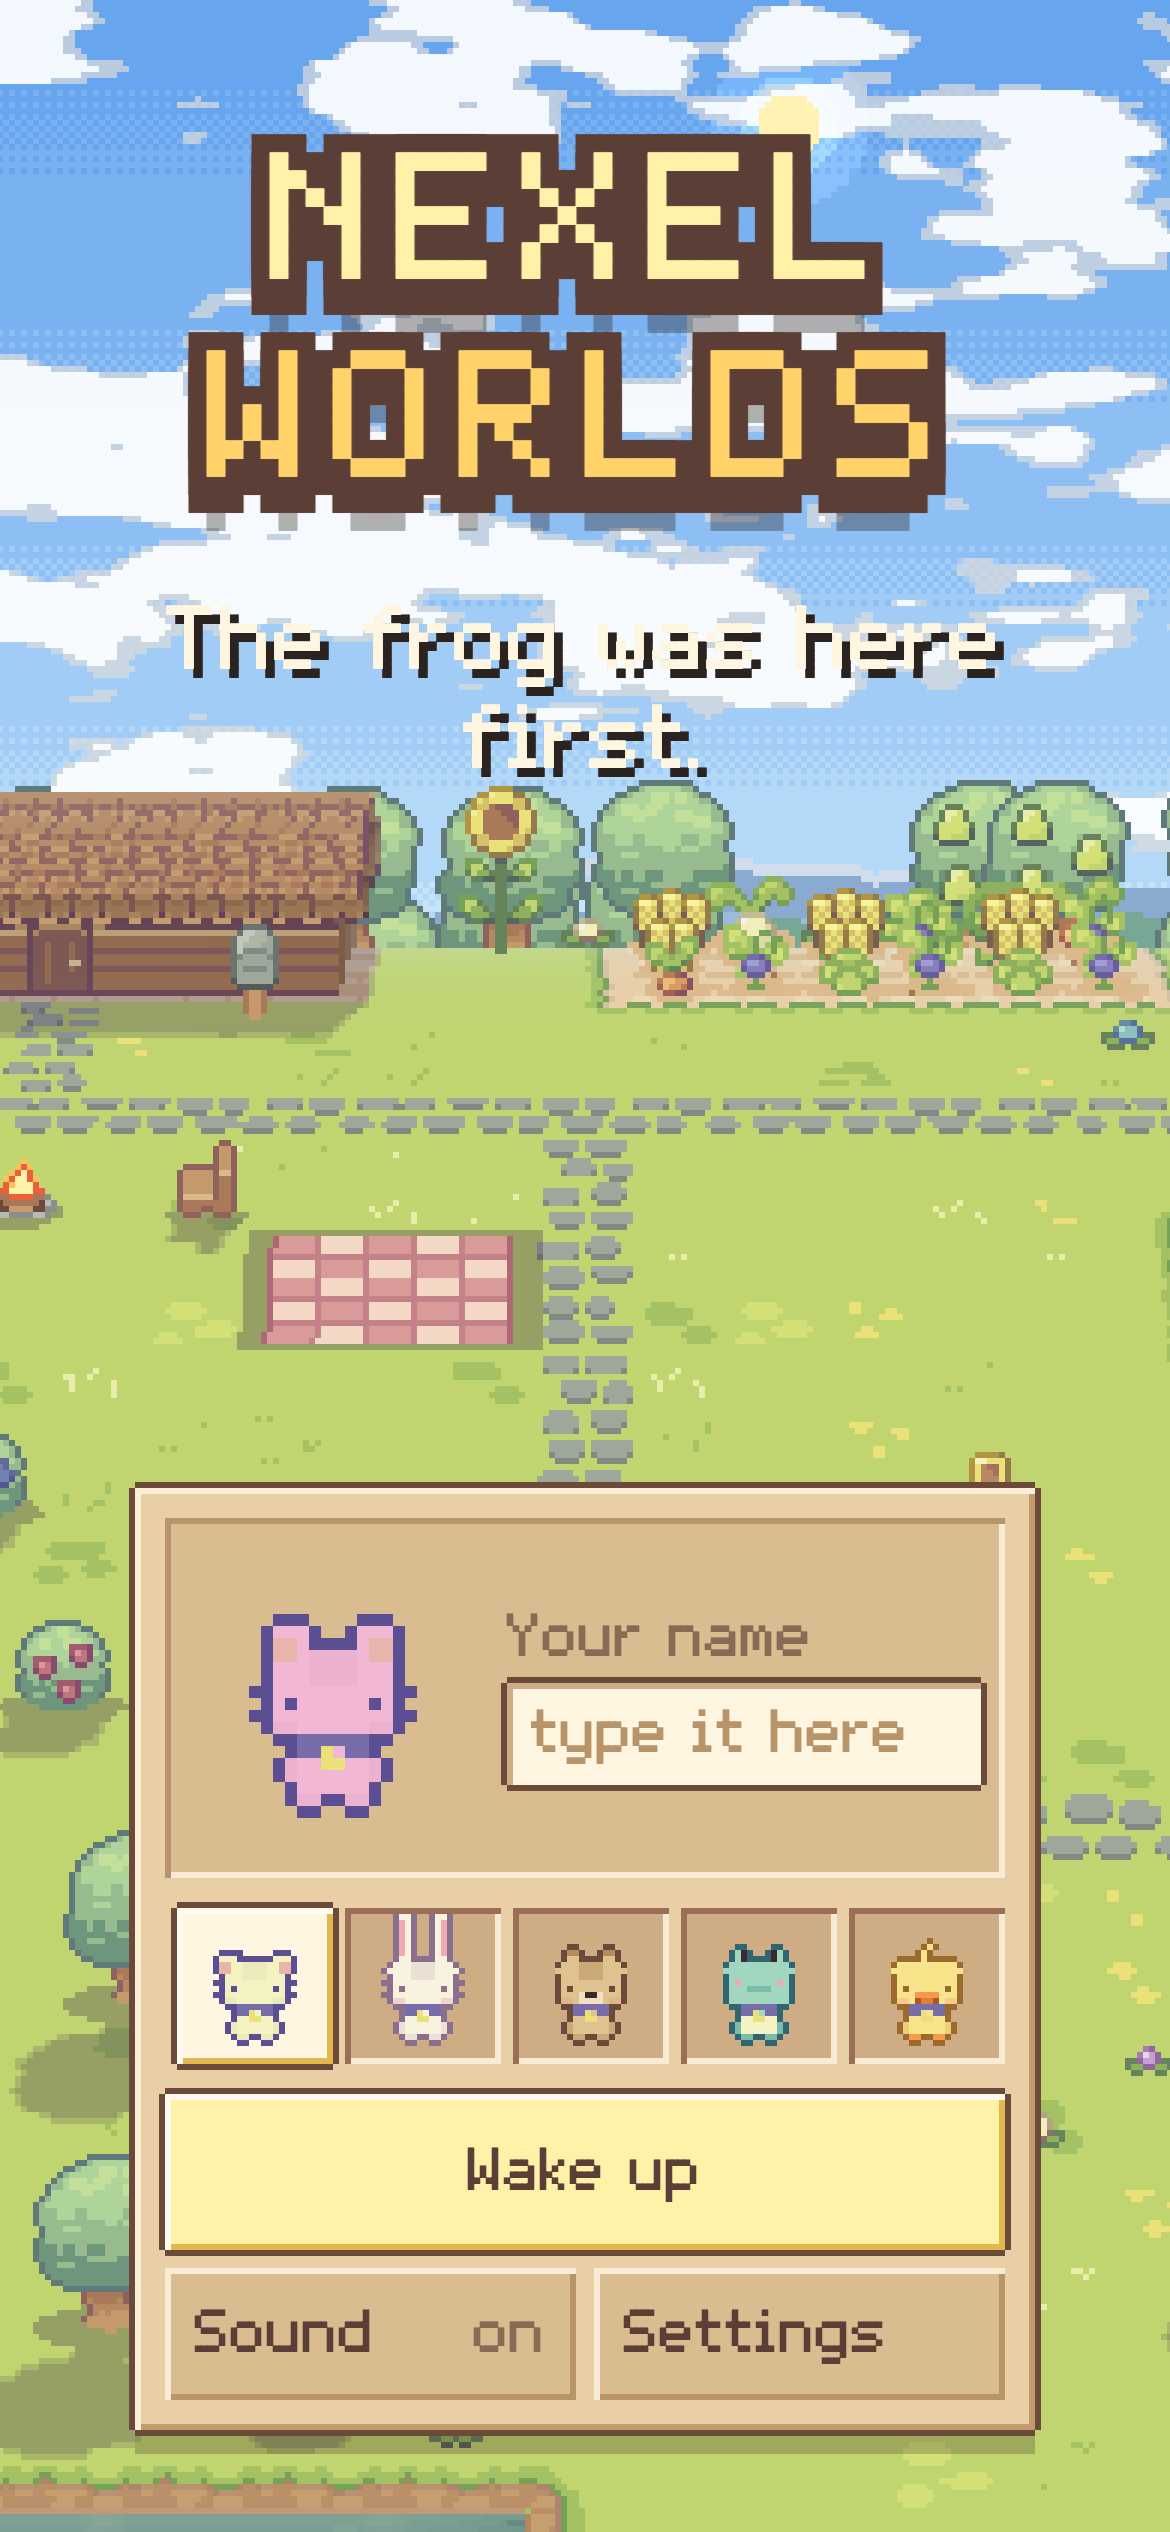 NEXEL
WORLDS
The frog was here
first.
Your name
type it here
Wake up
Sound on
Settings